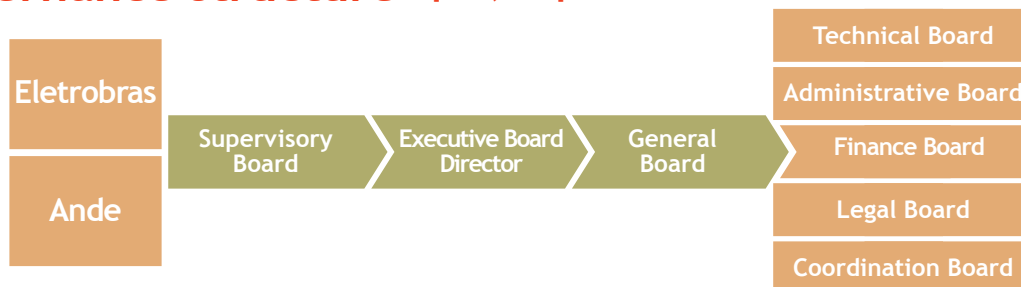 Eletrobras
Ande
Supervisory
Board
Executive Board
Director
General
Board
Technical Board
Administrative Board
Finance Board
Legal Board
Coordination Board